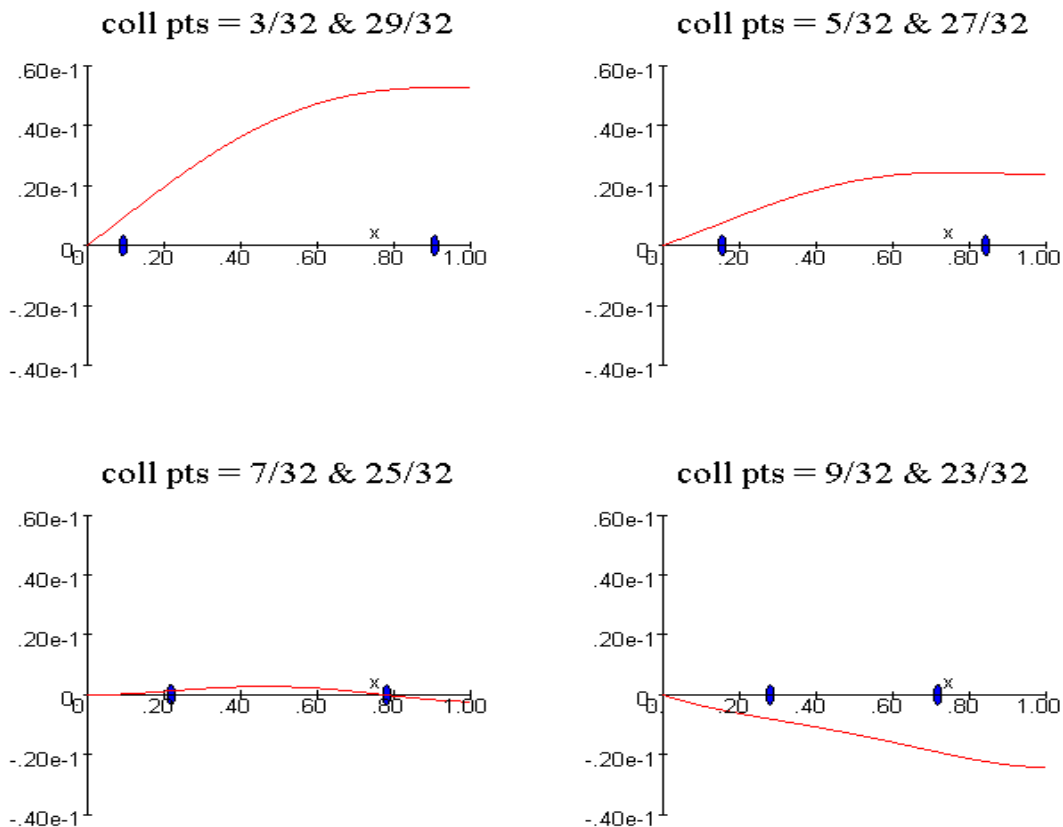 coll pts = 3/32 & 29/32
.60e-1
.40e-1
.20e-1
x
0
0 .20 .40 .60 .80 1.00
-.20e-1
-.40e-1
coll pts = 5/32 & 27/32
.60e-1
.40e-1
.20e-1
x
0
0. .20 .40 .60 .80 1.00
-.20e-1
-.40e-1
coll pts = 7/32 & 25/32
.60e-1
.40e-1
.20e-1
x
0
0. .20 .40 .60 .80 1.00
-.20e-1
-.40e-1
coll pts = 9/32 & 23/32
.60e-1
.40e-1
.20e-1
x
0
0. .20 .40 .60 .80 1.00
-.20e-1
-.40e-1